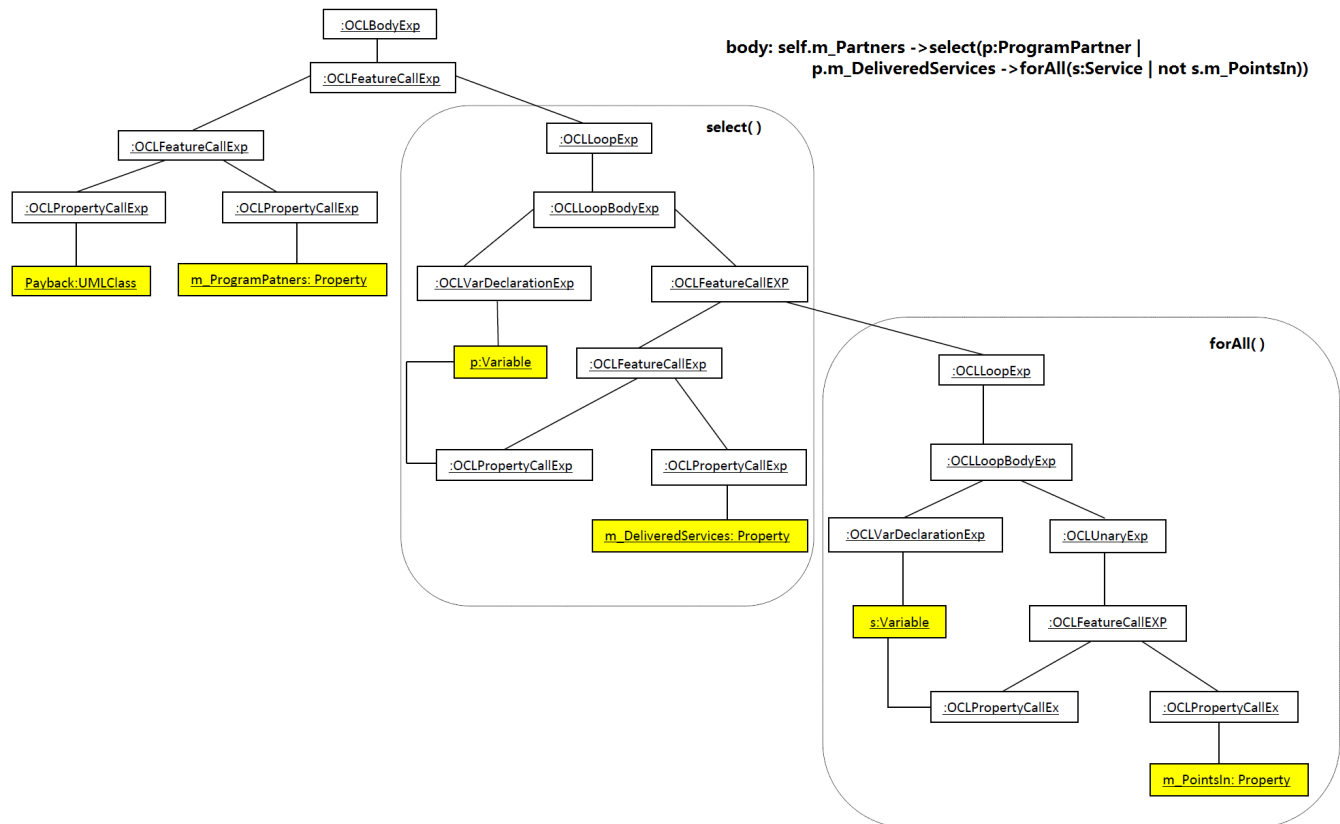 :OCLBodyExp
body: self.m_Partners ->select(p:ProgramPartner |
p.m_DeliveredServices ->forAll(s:Service | not s.m_PointsIn))
:OCLFeatureCallExp
select( )
:OCLFeatureCallExp
:OCLLoopExp
:OCLPropertyCallExp
:OCLPropertyCallExp
:OCLLoopBodyExp
Payback:UMLClass
m_ProgramPatners: Property
:OCLVarDeclarationExp
:OCLFeatureCallEXP
p:Variable
:OCLFeatureCallExp
:OCLPropertyCallExp
:OCLPropertyCallExp
m_DeliveredServices: Property
forAll( )
:OCLLoopExp
:OCLLoopBodyExp
:OCLVarDeclarationExp
:OCLUnaryExp
s:Variable
:OCLFeatureCallEXP
:OCLPropertyCallEx
:OCLPropertyCallEx
m_PointsIn: Property